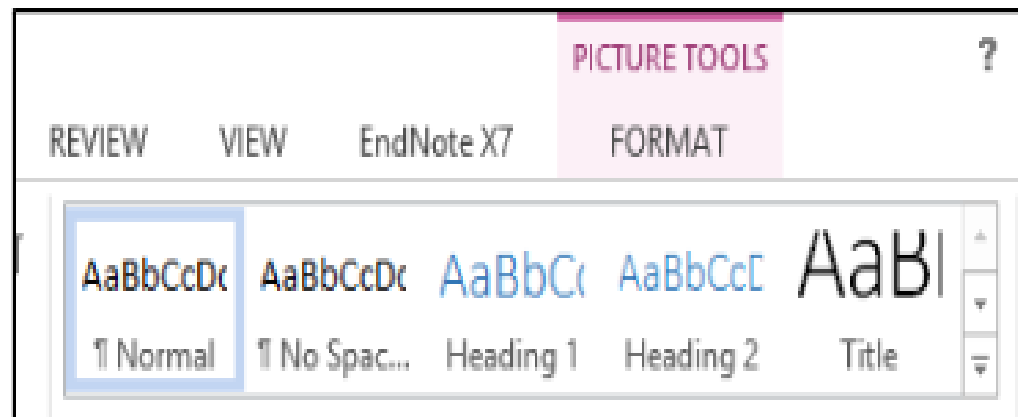 PICTURE TOOLS ?
REVIEW VIEW EndNote X7 FORMAT
AaBbCcDc AaBbCcDc AaBbCc AaBbCcD AaB
¶ Normal ¶ No Spac... Heading 1 Heading 2 Title